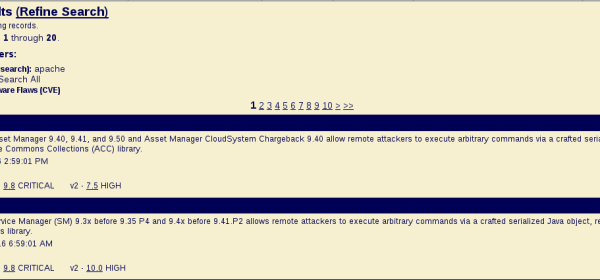 lts (Refine Search)
ng records.
1 through 20.
ers:
search): apache
Search All
ware Flaws (CVE)
1 2 3 4 5 6 7 8 9 10 > >>
set Manager 9.40, 9.41, and 9.50 and Asset Manager CloudSystem Chargeback 9.40 allow remote attackers to execute arbitrary commands via a crafted seria
e Commons Collections (ACC) library.
6 2:59:01 PM
9.8 CRITICAL v2 - 7.5 HIGH
vice Manager (SM) 9.3x before 9.35 P4 and 9.4x before 9.41.P2 allows remote attackers to execute arbitrary commands via a crafted serialized Java object, re
s library.
16 6:59:01 AM
9.8 CRITICAL v2 - 10.0 HIGH